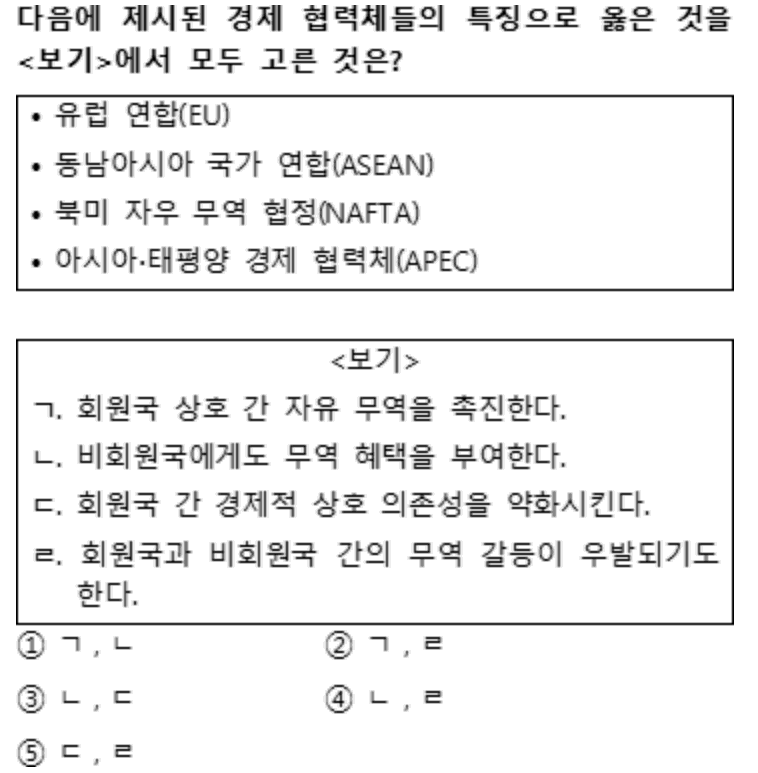 다음에 제시된 경제 협력체들의 특징으로 옳은 것을
<보기>에서 모두 고른 것은?
• 유럽 연합(EU)
• 동남아시아 국가 연합(ASEAN)
• 북미 자우 무역 협정(NAFTA)
• 아시아·태평양 경제 협력체(APEC)
<보기>
ㄱ. 회원국 상호 간 자유 무역을 촉진한다.
ㄴ. 비회원국에게도 무역 혜택을 부여한다.
ㄷ. 회원국 간 경제적 상호 의존성을 약화시킨다.
ㄹ. 회원국과 비회원국 간의 무역 갈등이 우발되기도
한다.
① ㄱ, ㄴ ② ㄱ, ㄹ
③ ㄴ, ㄷ ④ ㄴ, ㄹ
⑤ ㄷ, ㄹ